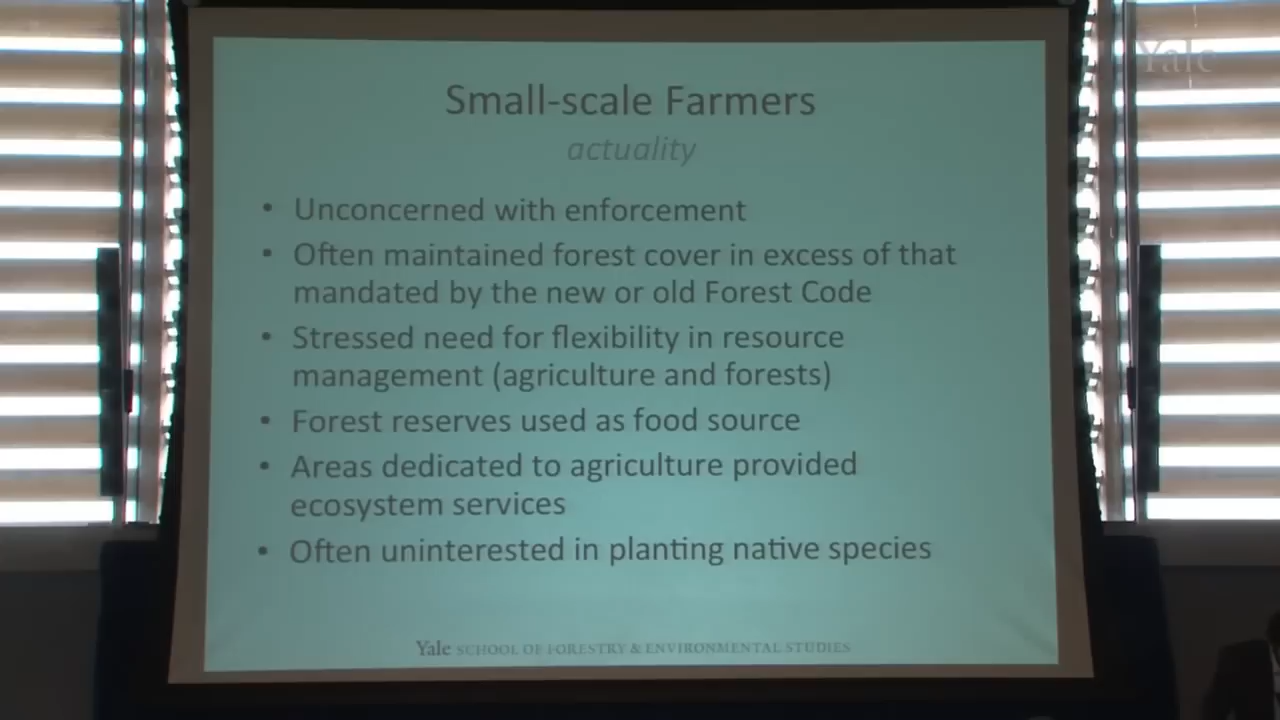 Yale
Small-scale Farmers
actuality
• Unconcerned with enforcement
• Often maintained forest cover in excess of that
mandated by the new or old Forest Code
• Stressed need for flexibility in resource
management (agriculture and forests)
• Forest reserves used as food source
• Areas dedicated to agriculture provided
ecosystem services
• Often uninterested in planting native species
Yale SCHOOL OF FORESTRY & ENVIRONMENTAL STUDIES